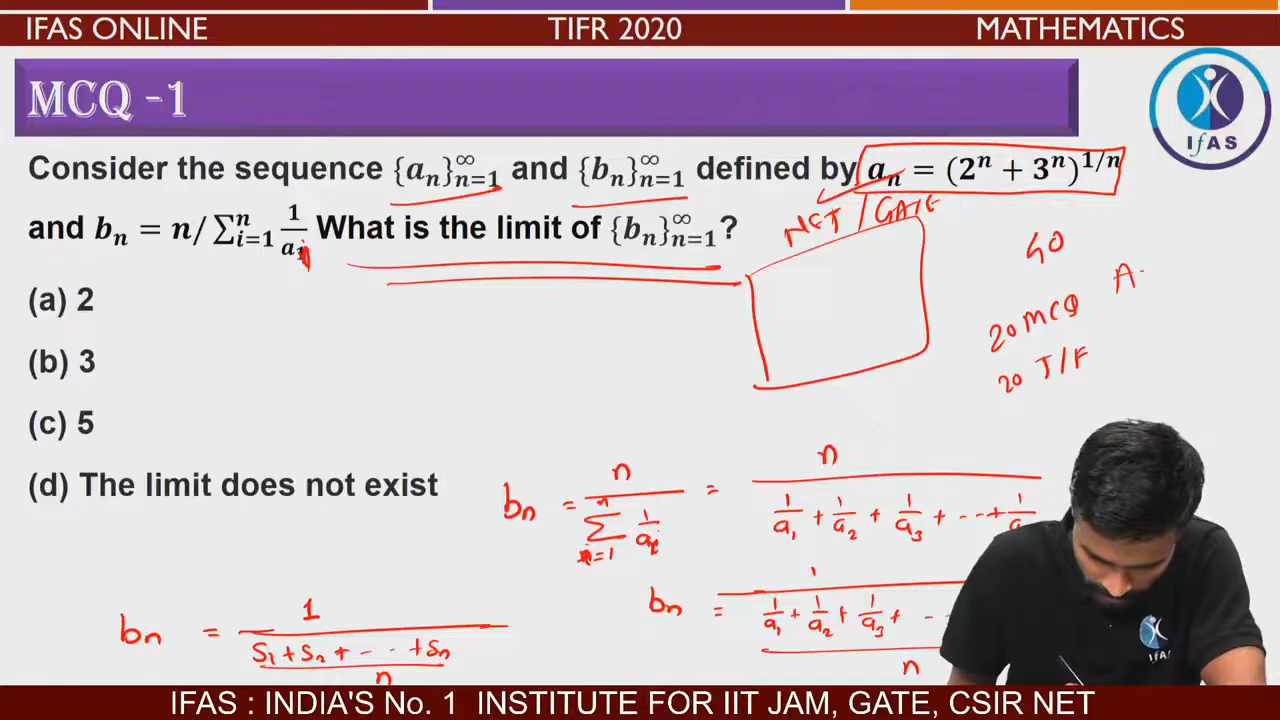 IFAS ONLINE TIFR 2020 MATHEMATICS
MCQ -1
IfAS
Consider the sequence {aₙ}ₙ₌₁^∞ and {bₙ}ₙ₌₁^∞ defined by aₙ = (2ⁿ + 3ⁿ)^{1/n}
and bₙ = n/ ∑ᵢ₌₁ⁿ 1/aᵢ What is the limit of {bₙ}ₙ₌₁^∞?
NET / GATE
40
(a) 2
A
20 MCQ
(b) 3
20 T/F
(c) 5
(d) The limit does not exist
bₙ = n / ∑ᵢ₌₁ⁿ 1/aᵢ = n / (1/a₁ + 1/a₂ + 1/a₃ + ... + 1/a
bₙ = 1 / ((1/a₁ + 1/a₂ + 1/a₃ + ... / n
bₙ = 1 / ((S₁ + S₂ + ... + Sₙ) / n)
IfAS
IFAS : INDIA'S No. 1 INSTITUTE FOR IIT JAM, GATE, CSIR NET